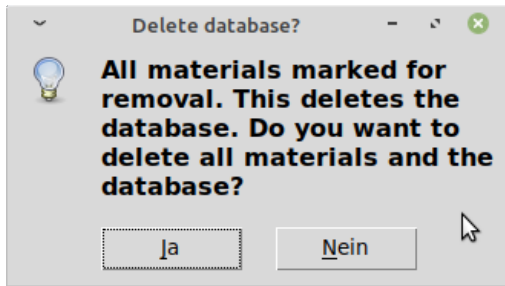 Delete database?
All materials marked for
removal. This deletes the
database. Do you want to
delete all materials and the
database?
Ja
Nein